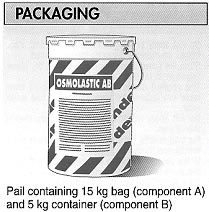 PACKAGING
OSMOLASTIC AB
Pail containing 15 kg bag (component A)
and 5 kg container (component B)